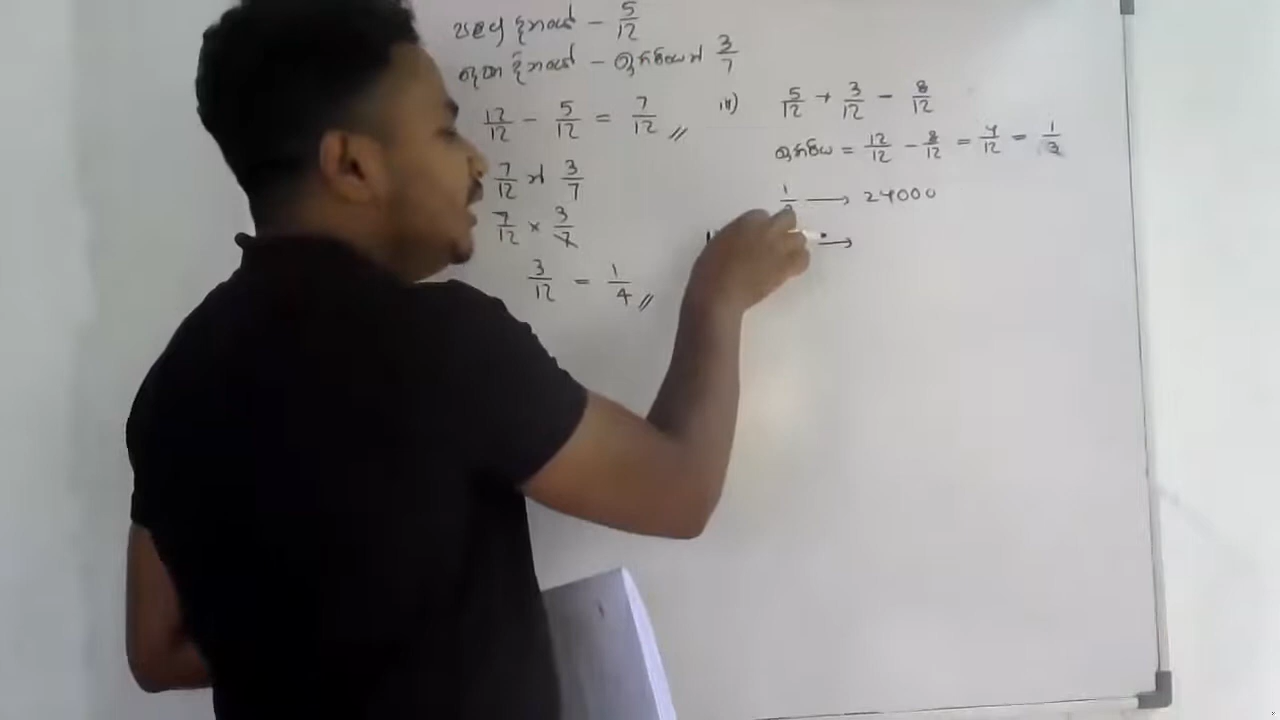 පළමු දිනයේ - 5/12
දෙවන දිනයේ - ඉතිරියෙන් 3/7
12/12 - 5/12 = 7/12 //
7/12 න් 3/7
7/12 × 3/7
3/12 = 1/4 //
iii) 5/12 + 3/12 - 8/12
ඉතිරිය = 12/12 - 8/12 = 4/12 = 1/3
→ 24000
→